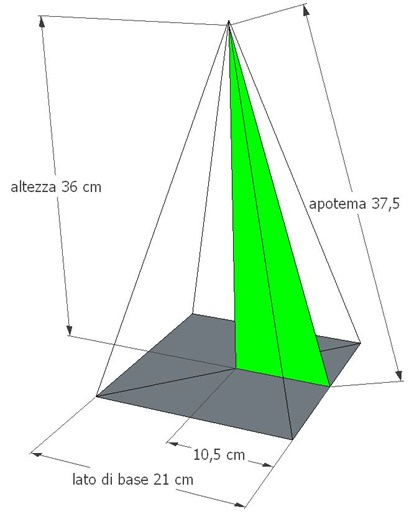 altezza 36 cm
apotema 37,5
10,5 cm
lato di base 21 cm